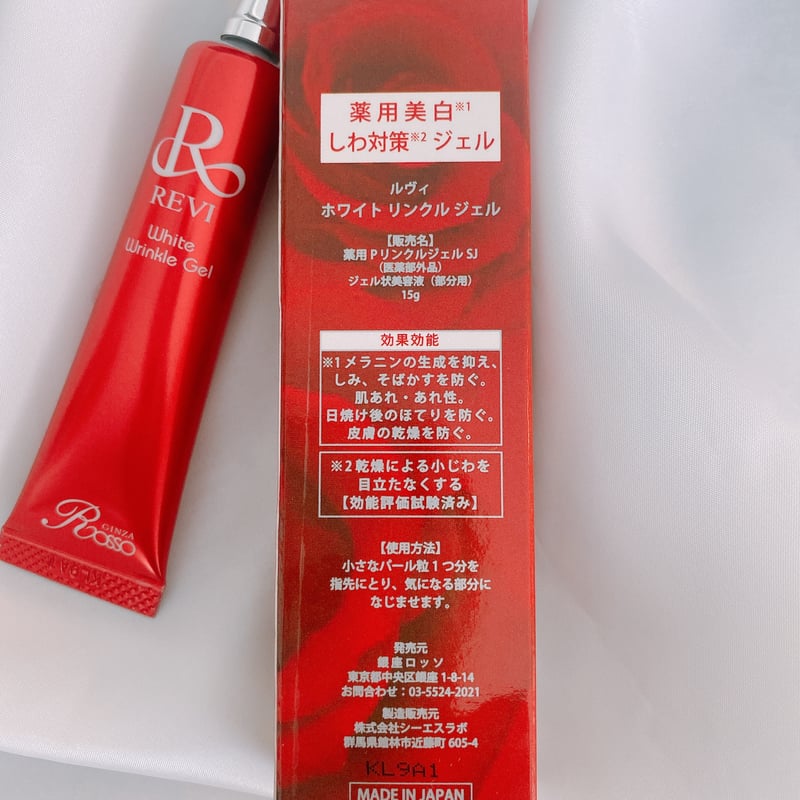 R
REVI
White
Wrinkle Gel
GINZA
Rosso
薬用美白※1
しわ対策※2 ジェル
ルヴィ
ホワイト リンクル ジェル
【販売名】
薬用 P リンクルジェル SJ
（医薬部外品）
ジェル状美容液（部分用）
15g
効果効能
※1メラニンの生成を抑え、
しみ、そばかすを防ぐ。
肌あれ・あれ性。
日焼け後のほてりを防ぐ。
皮膚の乾燥を防ぐ。
※2乾燥による小じわを
目立たなくする
【効能評価試験済み】
【使用方法】
小さなパール粒 1 つ分を
指先にとり、気になる部分に
なじませます。
発売元
銀座ロッソ
東京都中央区銀座 1-8-14
お問合わせ：03-5524-2021
製造販売元
株式会社シーエスラボ
群馬県館林市近藤町 605-4
KL9A1
MADE IN JAPAN